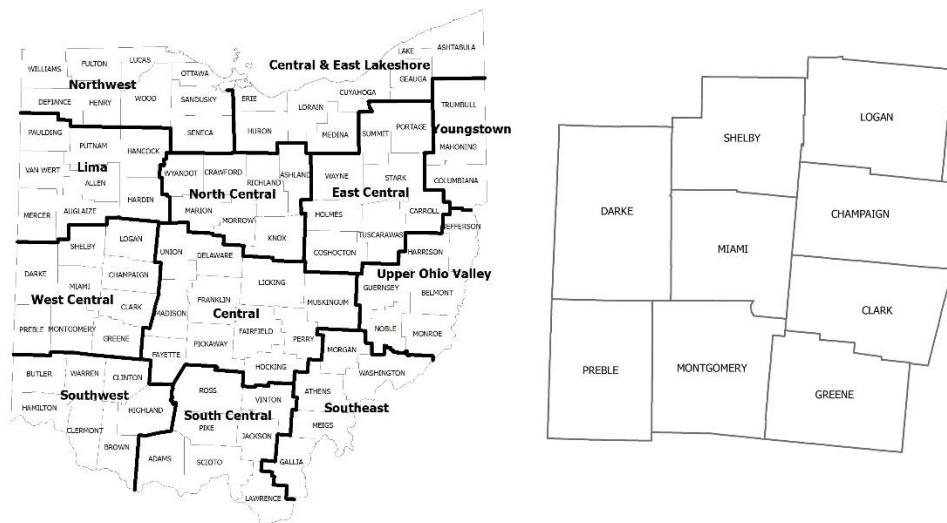 LAKE
ASHTABULA
LUCAS
FULTON
WILLIAMS
OTTAWA
Central & East Lakeshore
GEAUGA
Northwest
CUYAHOGA
DEFIANCE
HENRY
WOOD
SANDUSKY
ERIE
LORAIN
TRUMBULL
SENECA
HURON
MEDINA
SUMMIT
PORTAGE
Youngstown
PAULDING
PUTNAM
HANCOCK
MAHONING
Lima
VAN WERT
ALLEN
WYANDOT
CRAWFORD
RICHLAND
ASHLAND
WAYNE
STARK
COLUMBIANA
North Central
East Central
HARDIN
MERCER
AUGLAIZE
MARION
MORROW
HOLMES
CARROLL
JEFFERSON
KNOX
TUSCARAWAS
COSHOCTON
HARRISON
SHELBY
LOGAN
UNION
DELAWARE
DARKE
CHAMPAIGN
LICKING
Upper Ohio Valley
MIAMI
GUERNSEY
BELMONT
West Central
CLARK
FRANKLIN
MUSKINGUM
MADISON
Central
PREBLE
MONTGOMERY
GREENE
FAIRFIELD
NOBLE
MONROE
PICKAWAY
PERRY
FAYETTE
MORGAN
HOCKING
WASHINGTON
BUTLER
WARREN
CLINTON
ROSS
VINTON
ATHENS
Southwest
HAMILTON
HIGHLAND
South Central
Southeast
CLERMONT
PIKE
JACKSON
MEIGS
BROWN
ADAMS
SCIOTO
GALLIA
LAWRENCE
LOGAN
SHELBY
DARKE
CHAMPAIGN
MIAMI
CLARK
PREBLE
MONTGOMERY
GREENE